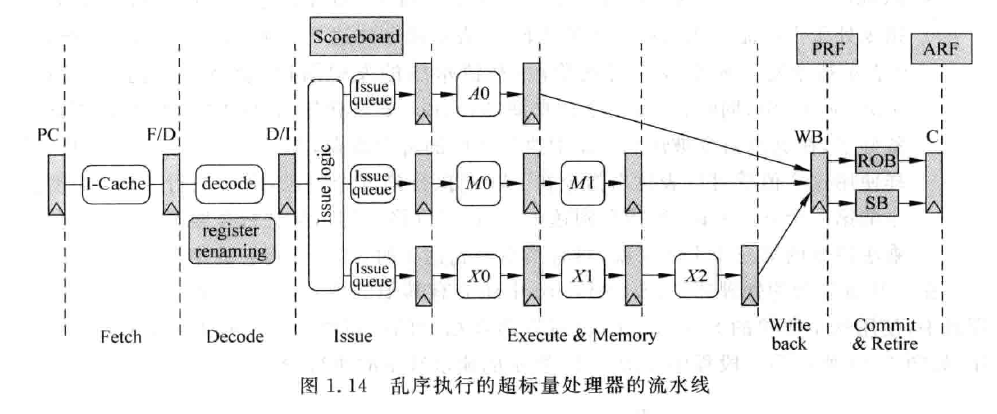 Scoreboard
PRF
ARF
PC
F/D
D/I
WB
C
I-Cache
decode
register
renaming
Issue logic
Issue
queue
A0
Issue
queue
M0
M1
Issue
queue
X0
X1
X2
ROB
SB
Fetch
Decode
Issue
Execute & Memory
Write
back
Commit
& Retire
图 1.14 乱序执行的超标量处理器的流水线